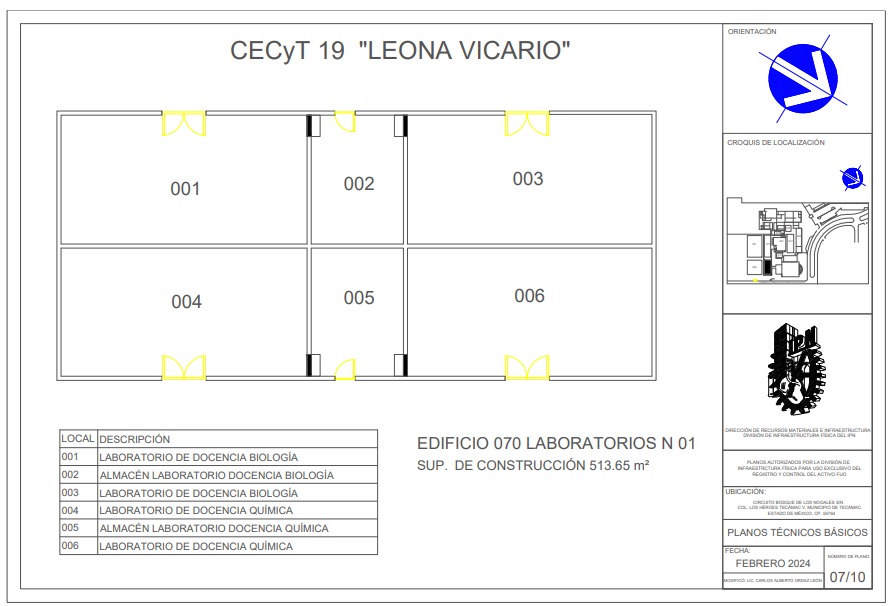 CECyT 19 "LEONA VICARIO"
001
002
003
004
005
006
LOCAL DESCRIPCIÓN
001 LABORATORIO DE DOCENCIA BIOLOGÍA
002 ALMACÉN LABORATORIO DOCENCIA BIOLOGÍA
003 LABORATORIO DE DOCENCIA BIOLOGÍA
004 LABORATORIO DE DOCENCIA QUÍMICA
005 ALMACÉN LABORATORIO DOCENCIA QUÍMICA
006 LABORATORIO DE DOCENCIA QUÍMICA
EDIFICIO 070 LABORATORIOS N 01
SUP. DE CONSTRUCCIÓN 513.65 m²
ORIENTACIÓN
CROQUIS DE LOCALIZACIÓN
DIRECCIÓN DE RECURSOS MATERIALES E INFRAESTRUCTURA
DIVISIÓN DE INFRAESTRUCTURA FÍSICA DEL IPN
PLANOS AUTORIZADOS POR LA DIVISIÓN DE
INFRAESTRCTURA FÍSICA PARA USO EXCLUSIVO DEL
REGISTRO Y CONTROL DEL ACTIVO FIJO
UBICACIÓN:
CIRCUITO BOSQUE DE LOS NOGALES S/N
COL. LOS HÉROES TECÁMAC V, MUNICIPIO DE TECÁMAC.
ESTADO DE MÉXICO, CP. 55764
PLANOS TÉCNICOS BÁSICOS
FECHA:
FEBRERO 2024
MODIFICÓ: LIC. CARLOS ALBERTO ORDAZ LEÓN
NÚMERO DE PLANO:
07/10